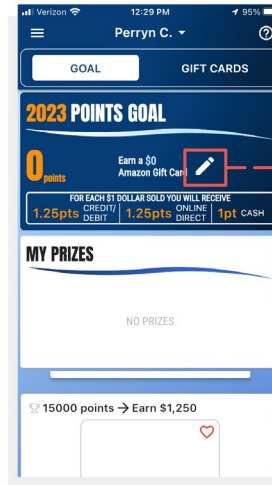 Verizon 12:29 PM 95%
Perryn C.
GOAL GIFT CARDS
2023 POINTS GOAL
0 points
Earn a $0
Amazon Gift Card
FOR EACH $1 DOLLAR SOLD YOU WILL RECEIVE
1.25pts CREDIT/ DEBIT 1.25pts ONLINE DIRECT 1pt CASH
MY PRIZES
NO PRIZES
15000 points → Earn $1,250